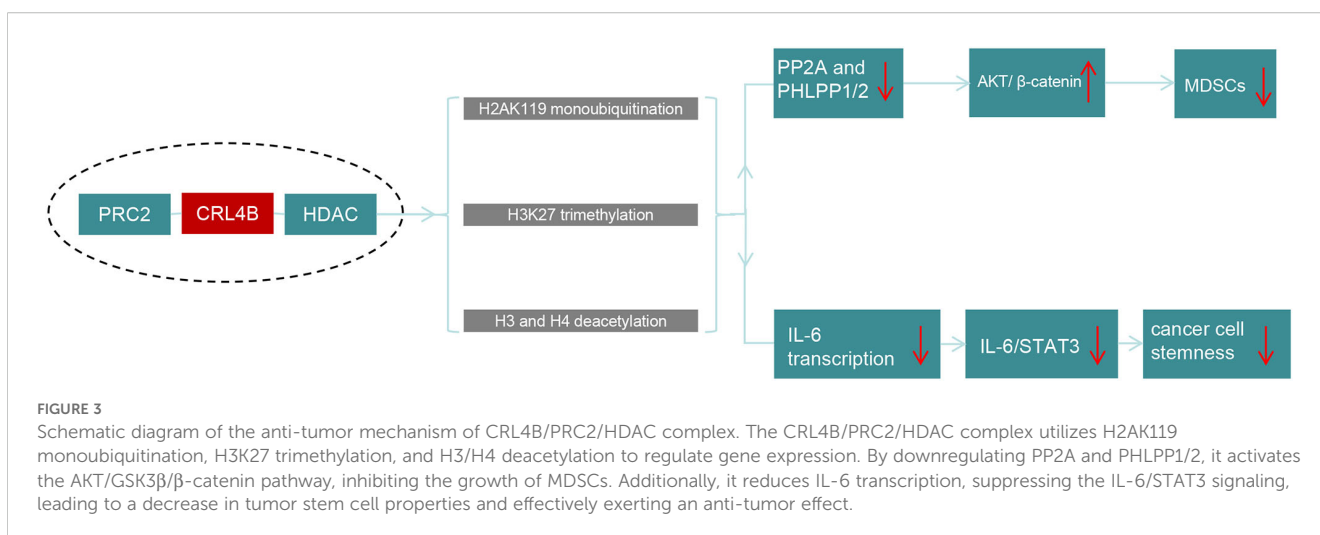 PP2A and
PHLPP1/2
AKT/ β-catenin
MDSCs
H2AK119 monoubiquitination
PRC2
CRL4B
HDAC
H3K27 trimethylation
H3 and H4 deacetylation
IL-6
transcription
IL-6/STAT3
cancer cell
stemness
FIGURE 3
Schematic diagram of the anti-tumor mechanism of CRL4B/PRC2/HDAC complex. The CRL4B/PRC2/HDAC complex utilizes H2AK119
monoubiquitination, H3K27 trimethylation, and H3/H4 deacetylation to regulate gene expression. By downregulating PP2A and PHLPP1/2, it activates
the AKT/GSK3β/β-catenin pathway, inhibiting the growth of MDSCs. Additionally, it reduces IL-6 transcription, suppressing the IL-6/STAT3 signaling,
leading to a decrease in tumor stem cell properties and effectively exerting an anti-tumor effect.